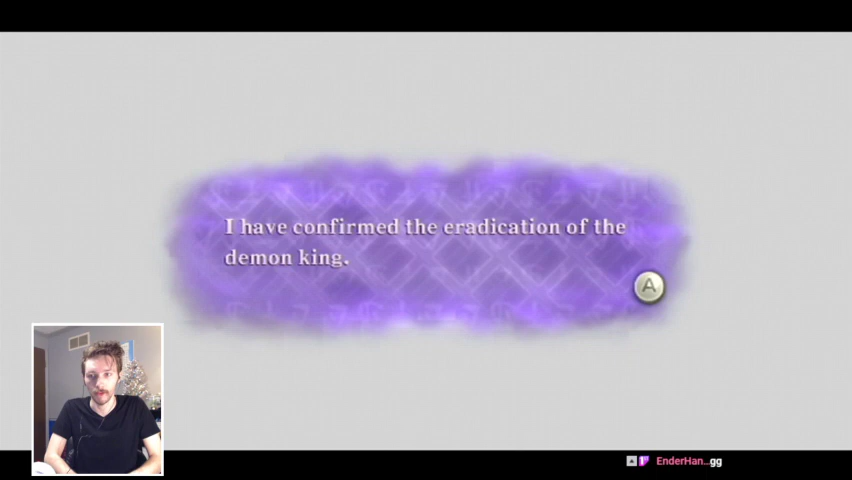 I have confirmed the eradication of the
demon king.
A
EnderHan...gg